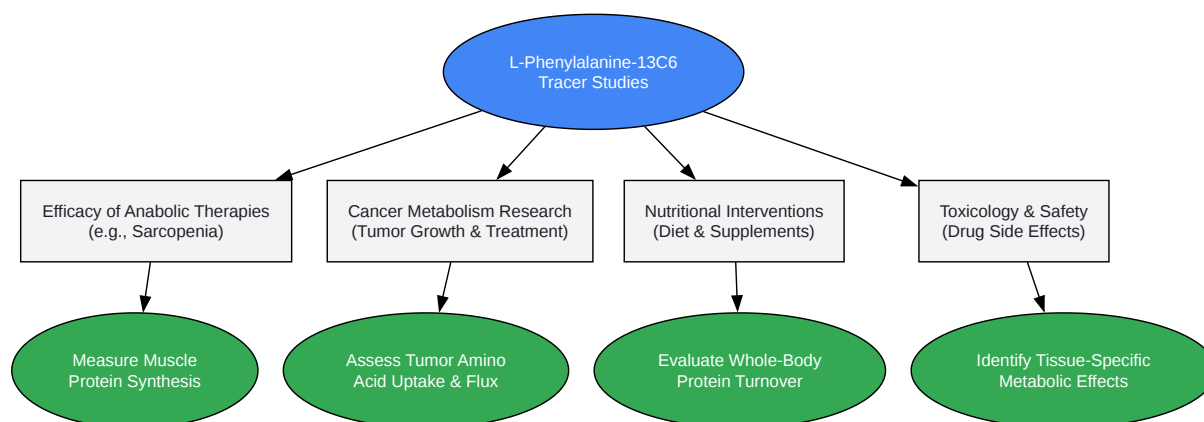 L-Phenylalanine-13C6
Tracer Studies
Efficacy of Anabolic Therapies
(e.g., Sarcopenia)
Cancer Metabolism Research
(Tumor Growth & Treatment)
Nutritional Interventions
(Diet & Supplements)
Toxicology & Safety
(Drug Side Effects)
Measure Muscle
Protein Synthesis
Assess Tumor Amino
Acid Uptake & Flux
Evaluate Whole-Body
Protein Turnover
Identify Tissue-Specific
Metabolic Effects